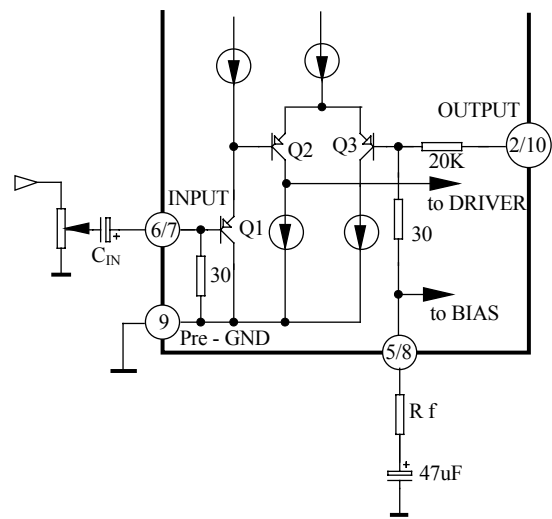 OUTPUT
2/10
Q2
Q3
20K
INPUT
to DRIVER
6/7
Q1
30
C_IN
30
to BIAS
9
Pre - GND
5/8
R f
47uF